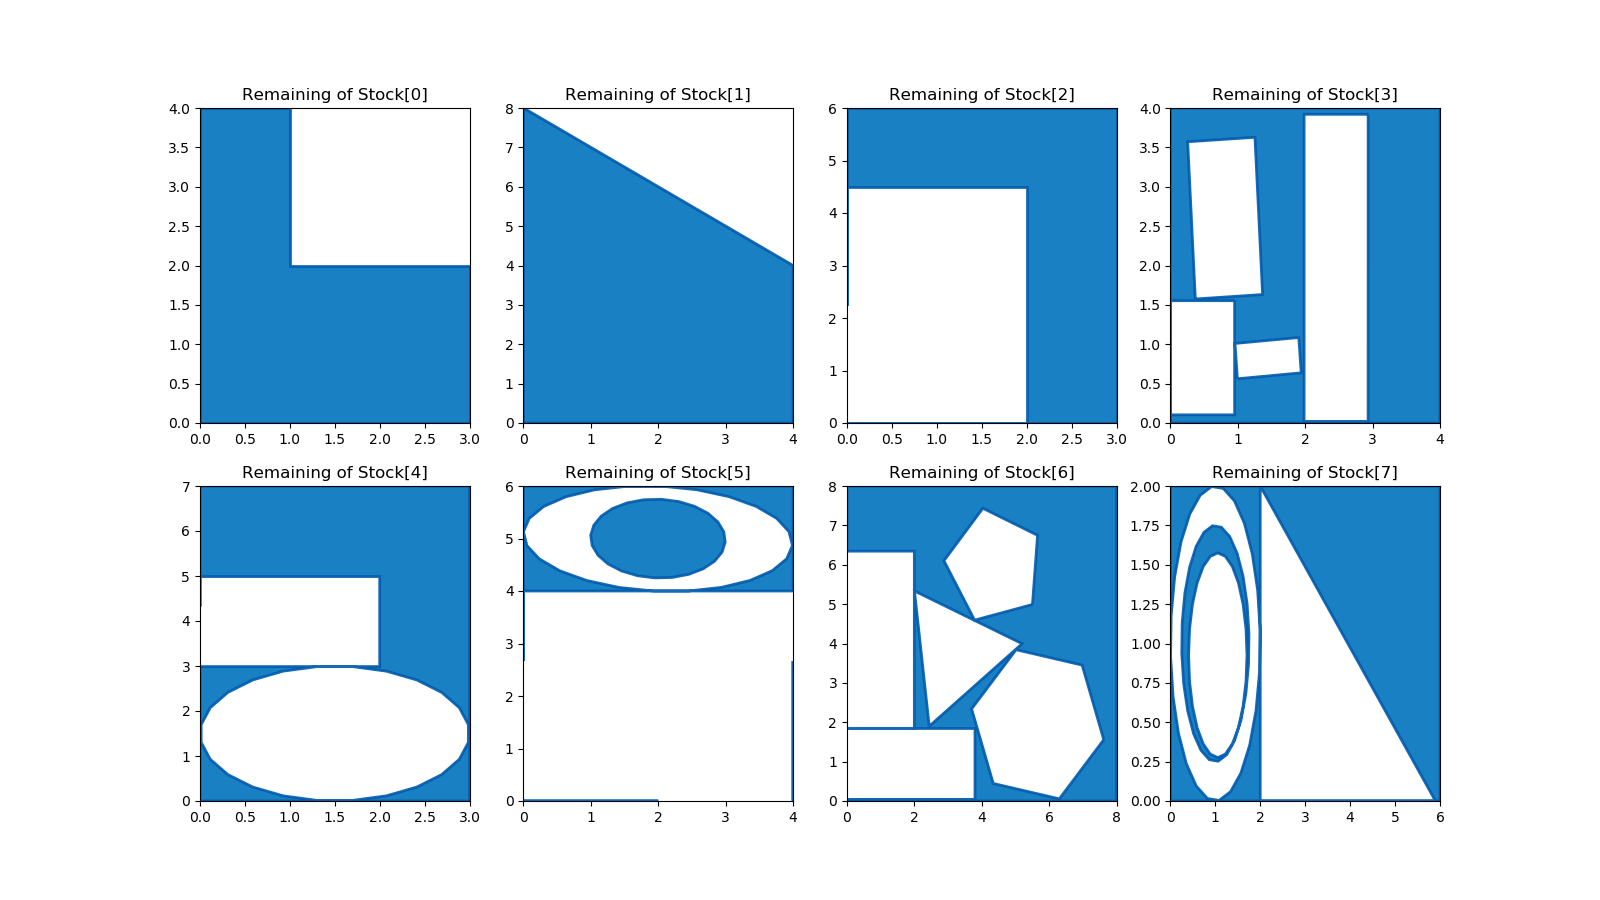 Remaining of Stock[0] Remaining of Stock[1] Remaining of Stock[2] Remaining of Stock[3]
4.0 8 6 4.0
3.5 7 3.5
5
3.0 6 3.0
2.5 5 4 2.5
2.0 4 3 2.0
1.5 3 1.5
2
1.0 2 1.0
0.5 1 1 0.5
0.0 0 0 0.0
0.0 0.5 1.0 1.5 2.0 2.5 3.0 0 1 2 3 4 0.0 0.5 1.0 1.5 2.0 2.5 3.0 0 1 2 3 4
Remaining of Stock[4] Remaining of Stock[5] Remaining of Stock[6] Remaining of Stock[7]
7 6 8 2.00
6 5 7 1.75
5 6 1.50
4 4 5 1.25
3 3 4 1.00
2 2 3 0.75
2 0.50
1 1 1 0.25
0 0 0 0.00
0.0 0.5 1.0 1.5 2.0 2.5 3.0 0 1 2 3 4 0 2 4 6 8 0 1 2 3 4 5 6